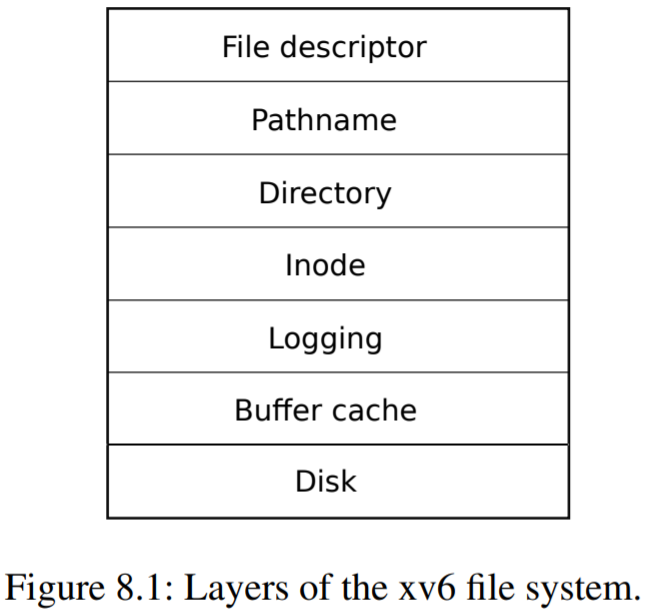 File descriptor
Pathname
Directory
Inode
Logging
Buffer cache
Disk
Figure 8.1: Layers of the xv6 file system.